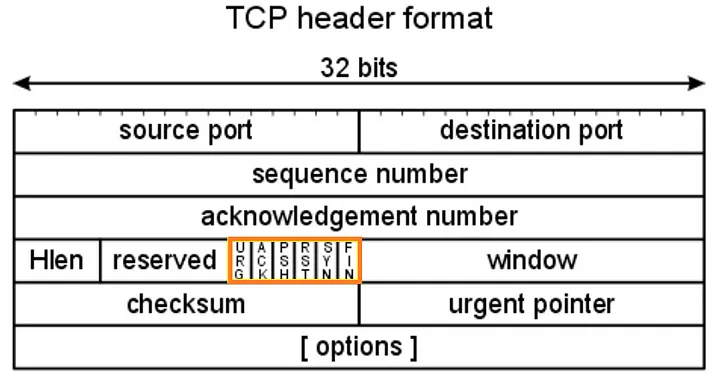 TCP header format
32 bits
source port destination port
sequence number
acknowledgement number
Hlen reserved URG ACK PSH RST SYN FIN window
checksum urgent pointer
[ options ]